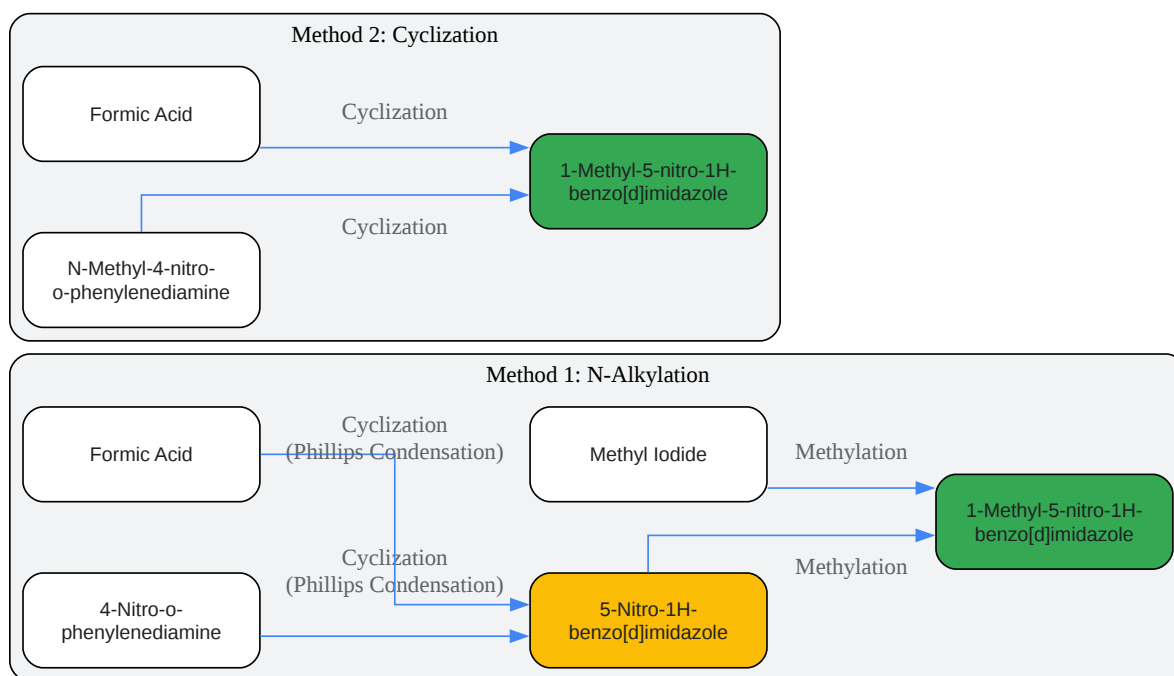 Method 2: Cyclization
Formic Acid
Cyclization
1-Methyl-5-nitro-1H-
benzo[d]imidazole
Cyclization
N-Methyl-4-nitro-
o-phenylenediamine
Method 1: N-Alkylation
Formic Acid
Cyclization
(Phillips Condensation)
Methyl Iodide
Methylation
1-Methyl-5-nitro-1H-
benzo[d]imidazole
Cyclization
(Phillips Condensation)
Methylation
4-Nitro-o-
phenylenediamine
5-Nitro-1H-
benzo[d]imidazole